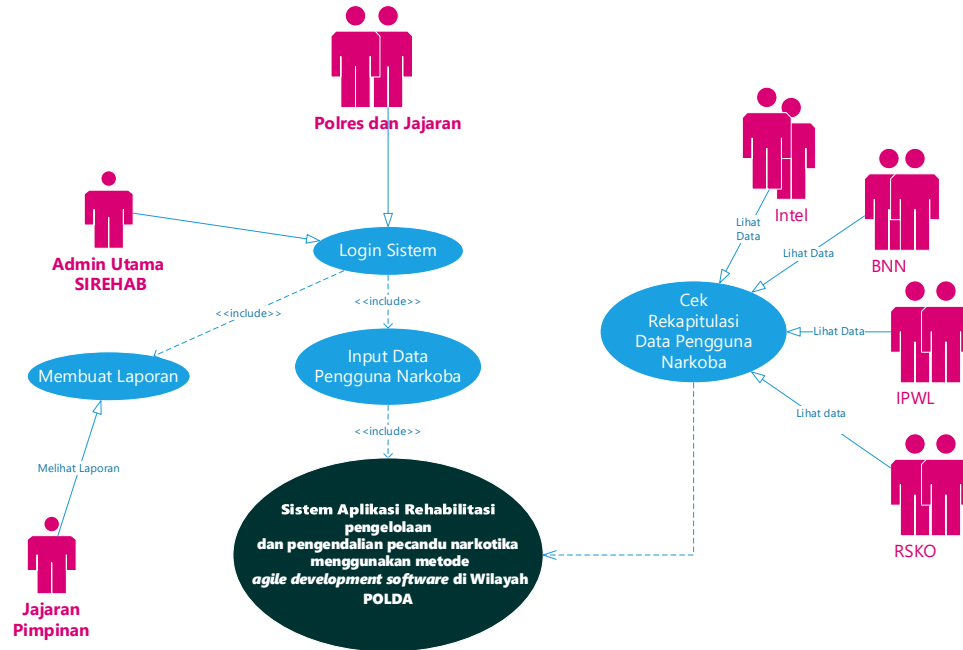 Polres dan Jajaran
Admin Utama
SIREHAB
Login Sistem
<<include>>
<<include>>
Membuat Laporan
Input Data
Pengguna Narkoba
<<include>>
Melihat Laporan
Jajaran
Pimpinan
Sistem Aplikasi Rehabilitasi
pengelolaan
dan pengendalian pecandu narkotika
menggunakan metode
agile development software di Wilayah
POLDA
Intel
Lihat
Data
BNN
Lihat Data
Cek
Rekapitulasi
Data Pengguna
Narkoba
Lihat Data
IPWL
Lihat data
RSKO